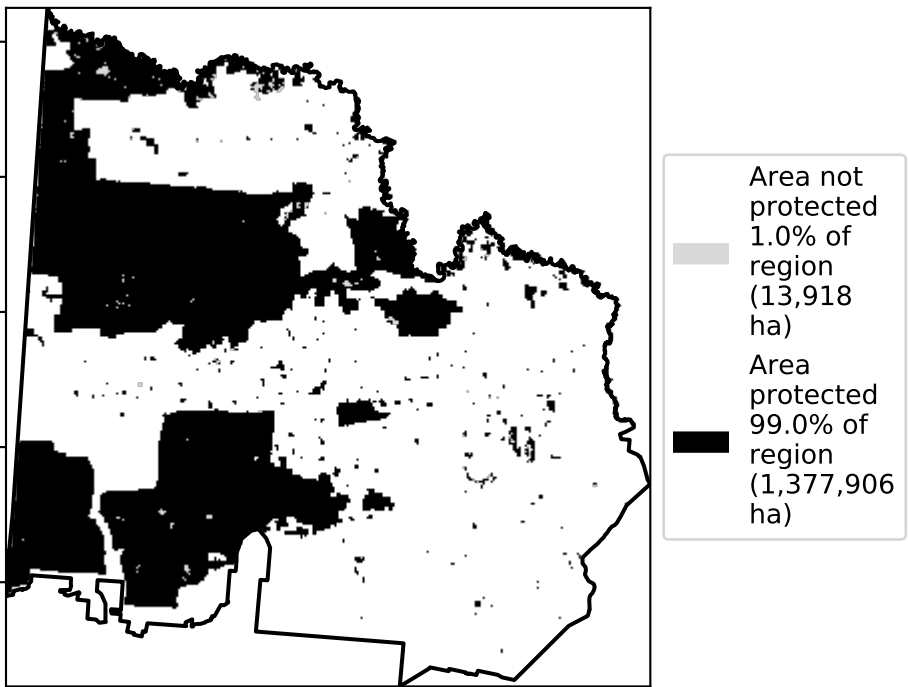 Area not
protected
1.0% of
region
(13,918
ha)
Area
protected
99.0% of
region
(1,377,906
ha)